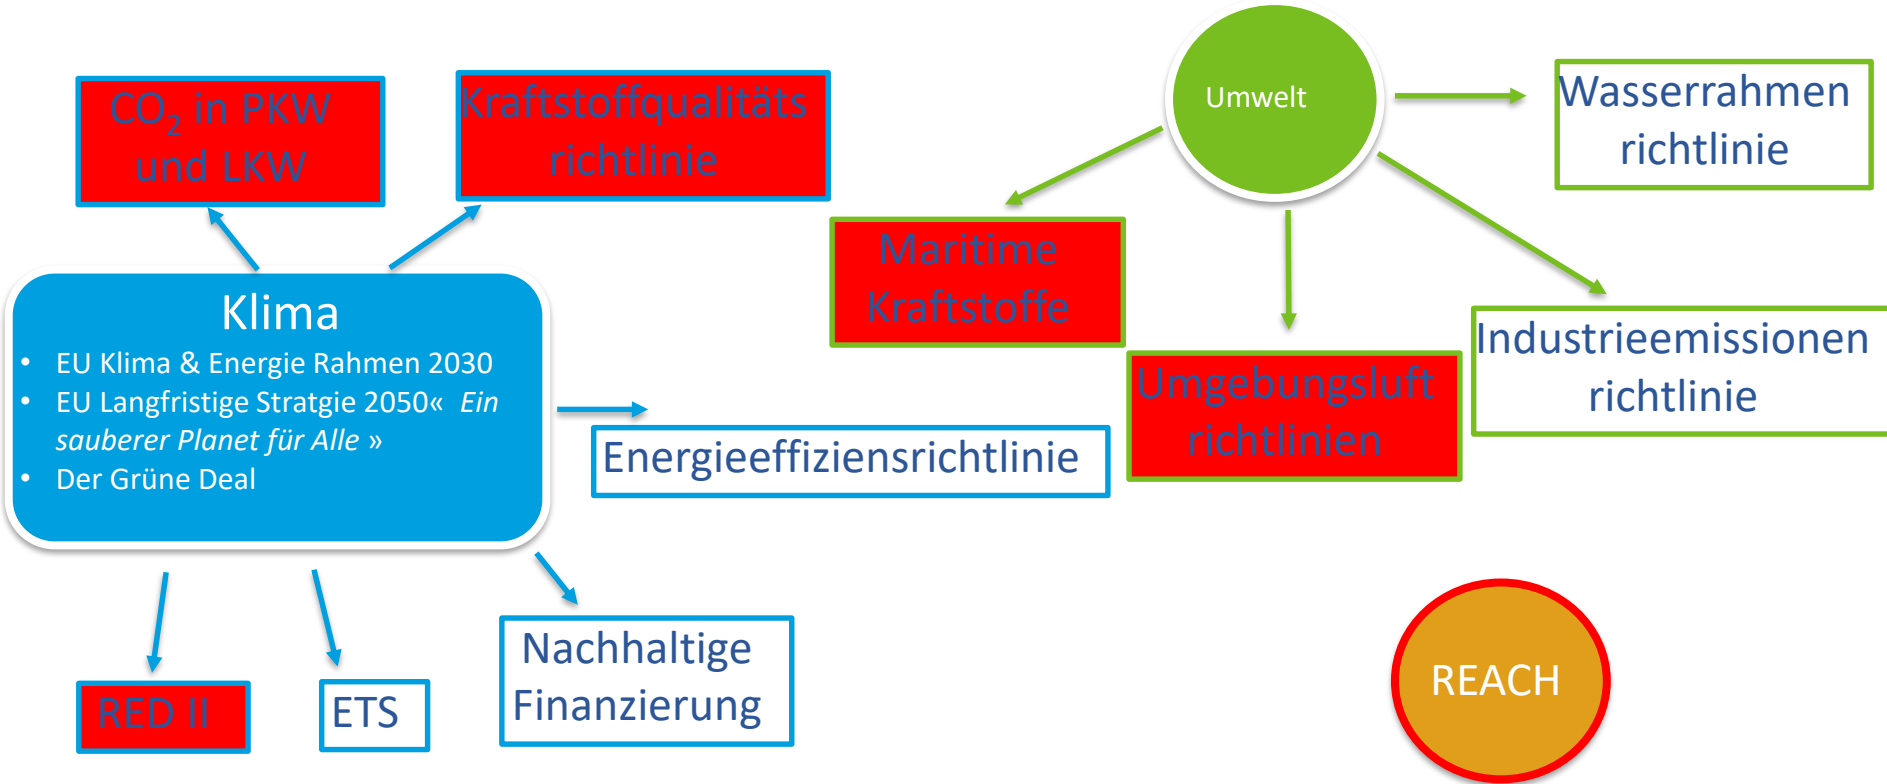 CO₂ in PKW
und LKW
Kraftstoffqualitäts
richtlinie
Klima
• EU Klima & Energie Rahmen 2030
• EU Langfristige Stratgie 2050« Ein
sauberer Planet für Alle »
• Der Grüne Deal
Energieeffiziensrichtlinie
RED II
ETS
Nachhaltige
Finanzierung
Umwelt
Wasserrahmen
richtlinie
Maritime
Kraftstoffe
Umgebungsluft
richtlinien
Industrieemissionen
richtlinie
REACH